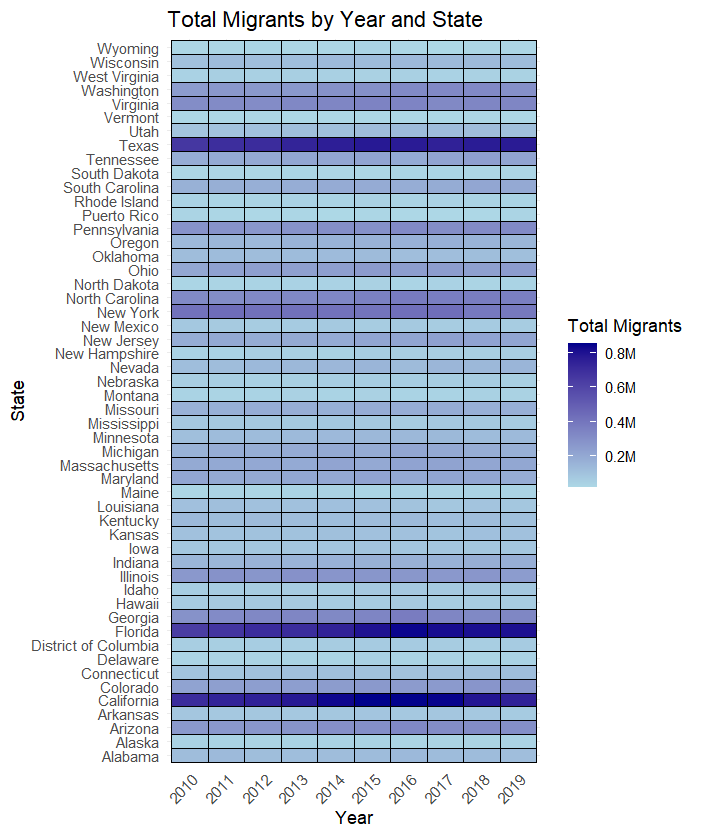 Total Migrants by Year and State
State
Wyoming
Wisconsin
West Virginia
Washington
Virginia
Vermont
Utah
Texas
Tennessee
South Dakota
South Carolina
Rhode Island
Puerto Rico
Pennsylvania
Oregon
Oklahoma
Ohio
North Dakota
North Carolina
New York
New Mexico
New Jersey
New Hampshire
Nevada
Nebraska
Montana
Missouri
Mississippi
Minnesota
Michigan
Massachusetts
Maryland
Maine
Louisiana
Kentucky
Kansas
Iowa
Indiana
Illinois
Idaho
Hawaii
Georgia
Florida
District of Columbia
Delaware
Connecticut
Colorado
California
Arkansas
Arizona
Alaska
Alabama
2010 2011 2012 2013 2014 2015 2016 2017 2018 2019
Year
Total Migrants
0.8M
0.6M
0.4M
0.2M